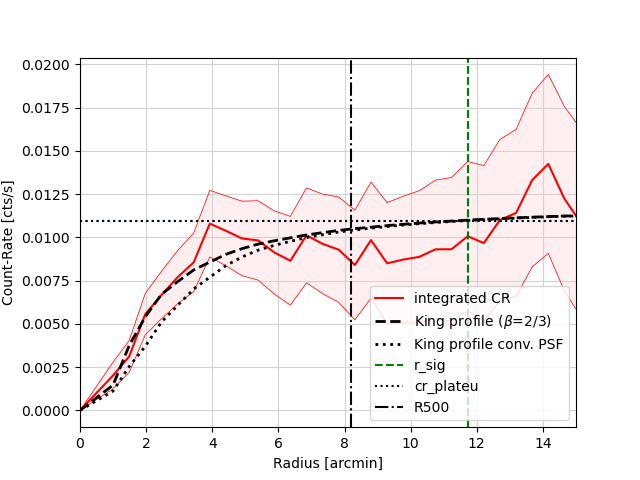 0.0200
0.0175
0.0150
0.0125
0.0100
0.0075
0.0050
0.0025
0.0000
Count-Rate [cts/s]
integrated CR
King profile (β=2/3)
King profile conv. PSF
r_sig
cr_plateu
R500
0 2 4 6 8 10 12 14
Radius [arcmin]